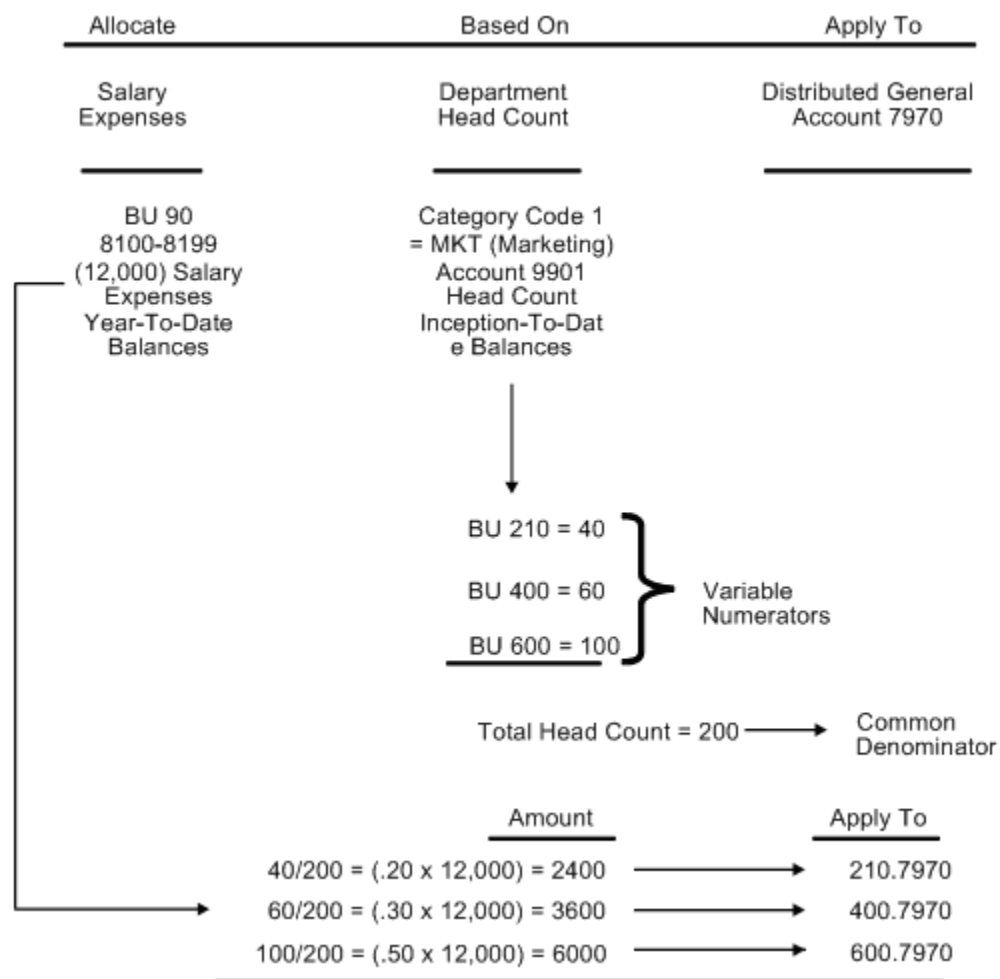 Allocate Based On Apply To
Salary
Expenses
Department
Head Count
Distributed General
Account 7970
BU 90
8100-8199
(12,000) Salary
Expenses
Year-To-Date
Balances
Category Code 1
= MKT (Marketing)
Account 9901
Head Count
Inception-To-Dat
e Balances
BU 210 = 40
BU 400 = 60
BU 600 = 100
Variable
Numerators
Total Head Count = 200
Common
Denominator
Amount Apply To
40/200 = (.20 x 12,000) = 2400 210.7970
60/200 = (.30 x 12,000) = 3600 400.7970
100/200 = (.50 x 12,000) = 6000 600.7970